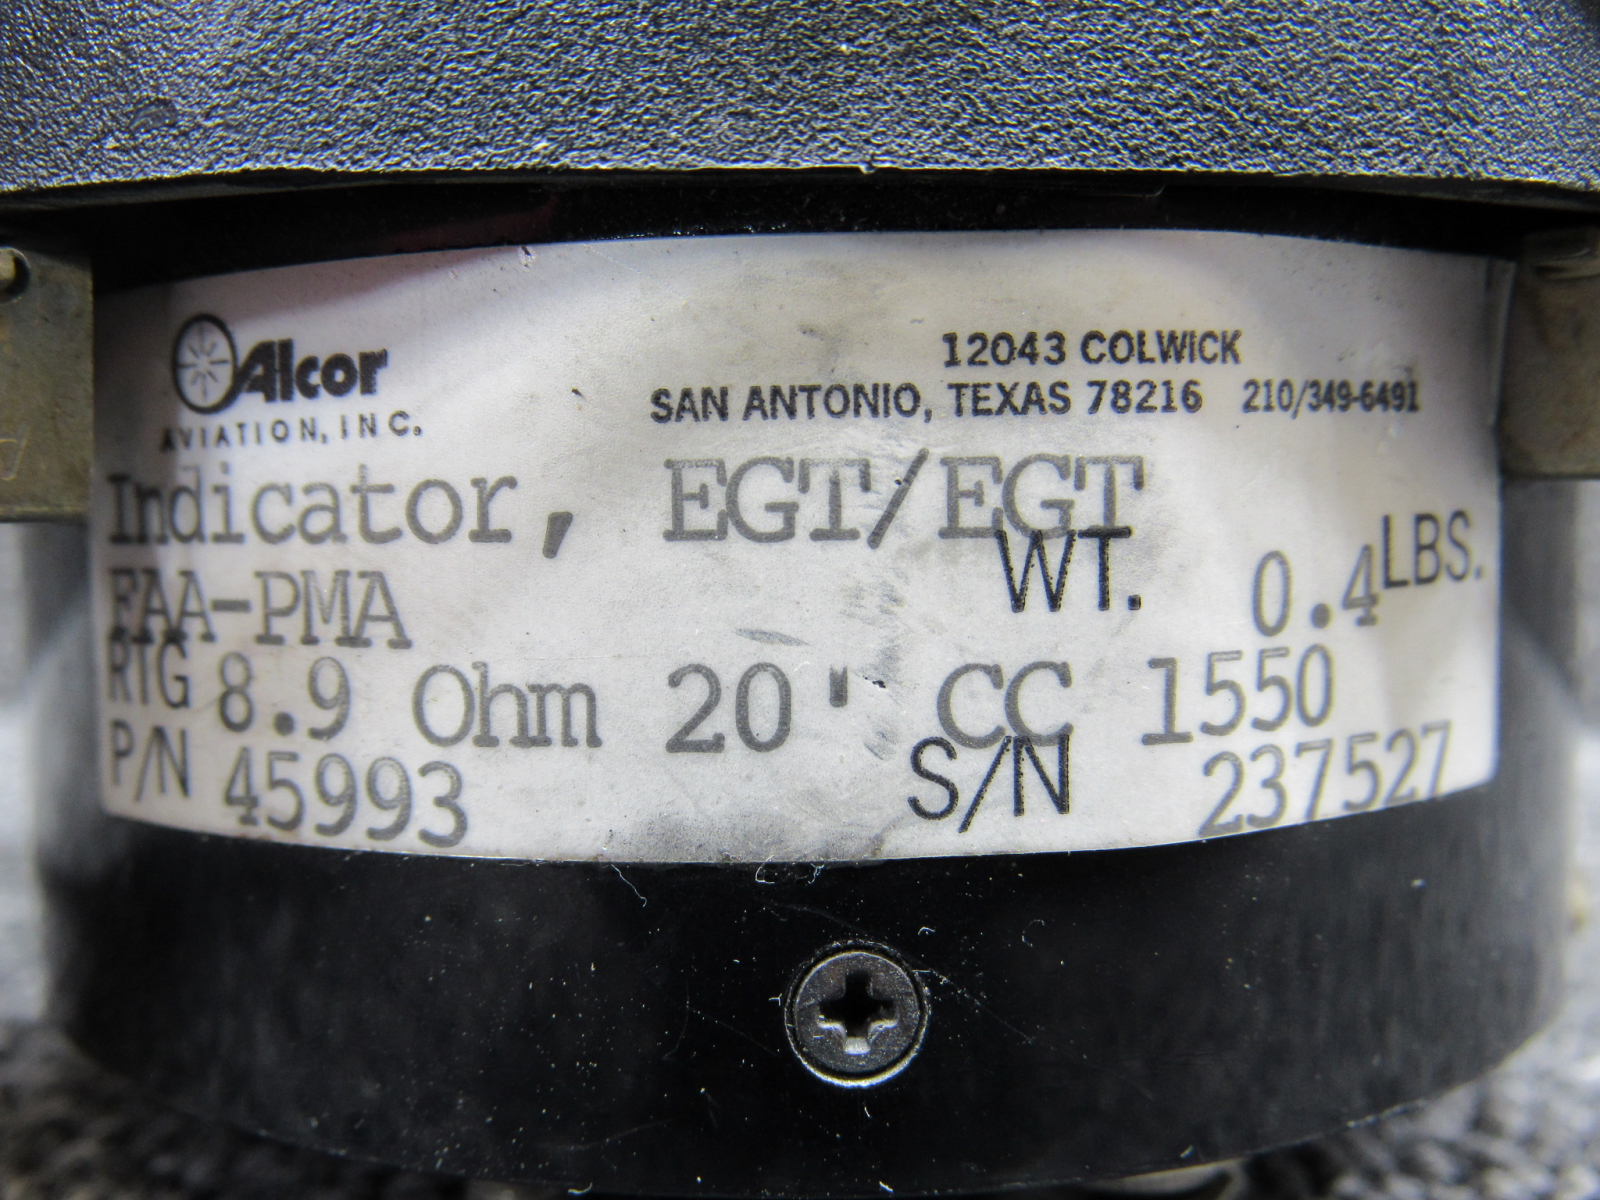 Alcor
AVIATION, INC.
12043 COLWICK
SAN ANTONIO, TEXAS 78216 210/349-6491
Indicator, EGT/EGT
FAA-PMA WT. 0.4 LBS.
RTG 8.9 Ohm 20' CC 1550
P/N 45993 S/N 237527